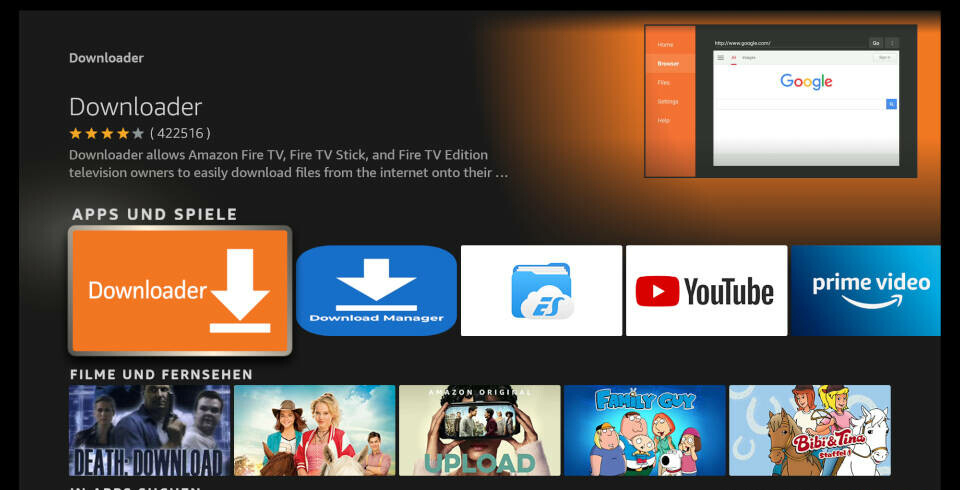 Downloader
Downloader
( 422516 )
Downloader allows Amazon Fire TV, Fire TV Stick, and Fire TV Edition
television owners to easily download files from the internet onto their ...
Home
Browser
Files
Settings
Help
http://www.google.com/
Go
All
Images
Sign in
Google
APPS UND SPIELE
Downloader
Download Manager
ES
YouTube
prime video
FILME UND FERNSEHEN
DEATH: DOWNLOAD
AMAZON ORIGINAL
UPLOAD
FAMILY GUY
Bibi & Tina
Staffel 1
IN APPS SUCHEN